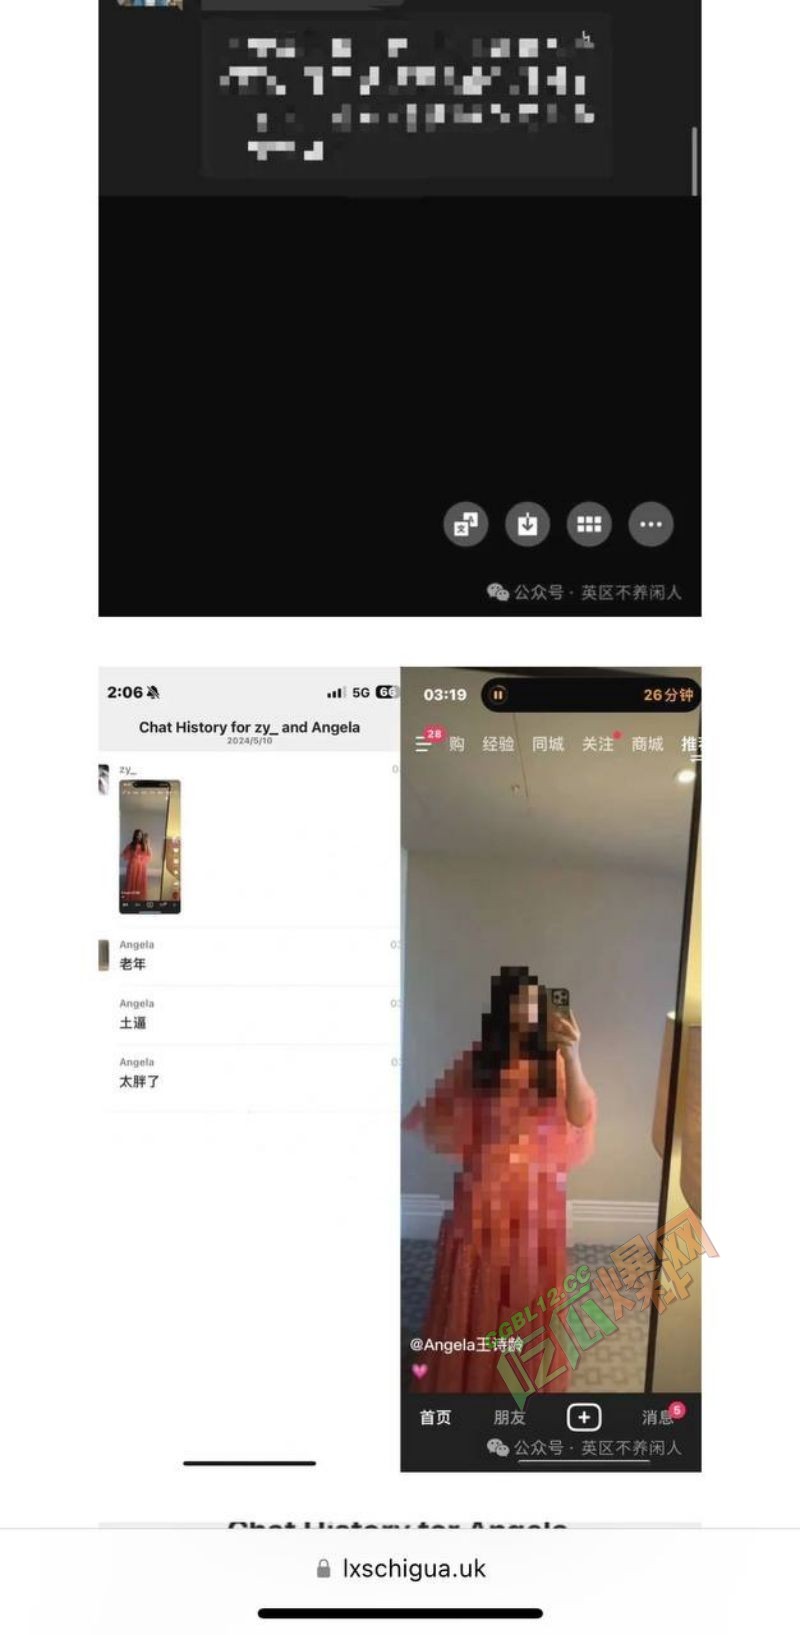 公众号 · 英区不养闲人
2:06
5G 66
Chat History for zy_ and Angela
2024/5/10
zy_
Angela
老年
Angela
土逼
Angela
太胖了
03:19
26分钟
28
购 经验 同城 关注 商城 推
@Angela王诗龄
GGBL12.CC
吃瓜爆料网
首页 朋友 消息 5
公众号 · 英区不养闲人
Chat History for Angela
lxschigua.uk